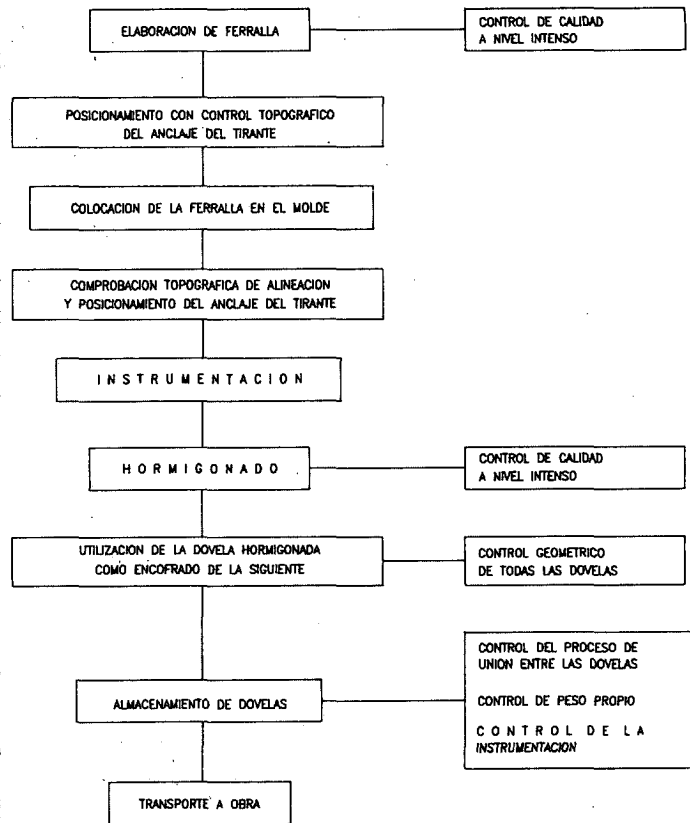 ELABORACION DE FERRALLA
CONTROL DE CALIDAD
A NIVEL INTENSO
POSICIONAMIENTO CON CONTROL TOPOGRAFICO
DEL ANCLAJE DEL TIRANTE
COLOCACION DE LA FERRALLA EN EL MOLDE
COMPROBACION TOPOGRAFICA DE ALINEACION
Y POSICIONAMIENTO DEL ANCLAJE DEL TIRANTE
INSTRUMENTACION
HORMIGONADO
CONTROL DE CALIDAD
A NIVEL INTENSO
UTILIZACION DE LA DOVELA HORMIGONADA
COMO ENCOFRADO DE LA SIGUIENTE
CONTROL GEOMETRICO
DE TODAS LAS DOVELAS
ALMACENAMIENTO DE DOVELAS
CONTROL DEL PROCESO DE
UNION ENTRE LAS DOVELAS
CONTROL DE PESO PROPIO
CONTROL DE LA
INSTRUMENTACION
TRANSPORTE A OBRA